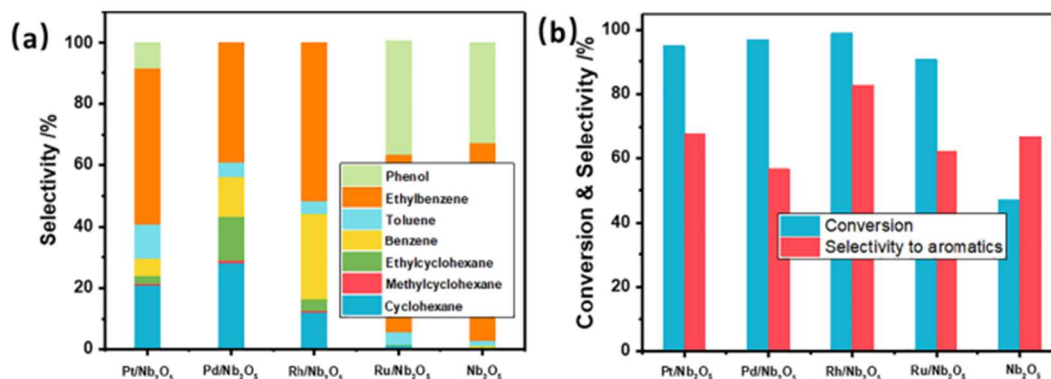 (a)
Selectivity /%
100
80
60
40
20
0
Phenol
Ethylbenzene
Toluene
Benzene
Ethylcyclohexane
Methylcyclohexane
Cyclohexane
Pt/Nb₂O₅ Pd/Nb₂O₅ Rh/Nb₂O₅ Ru/Nb₂O₅ Nb₂O₅
(b)
Conversion & Selectivity /%
100
80
60
40
20
0
Conversion
Selectivity to aromatics
Pt/Nb₂O₅ Pd/Nb₂O₅ Rh/Nb₂O₅ Ru/Nb₂O₅ Nb₂O₅